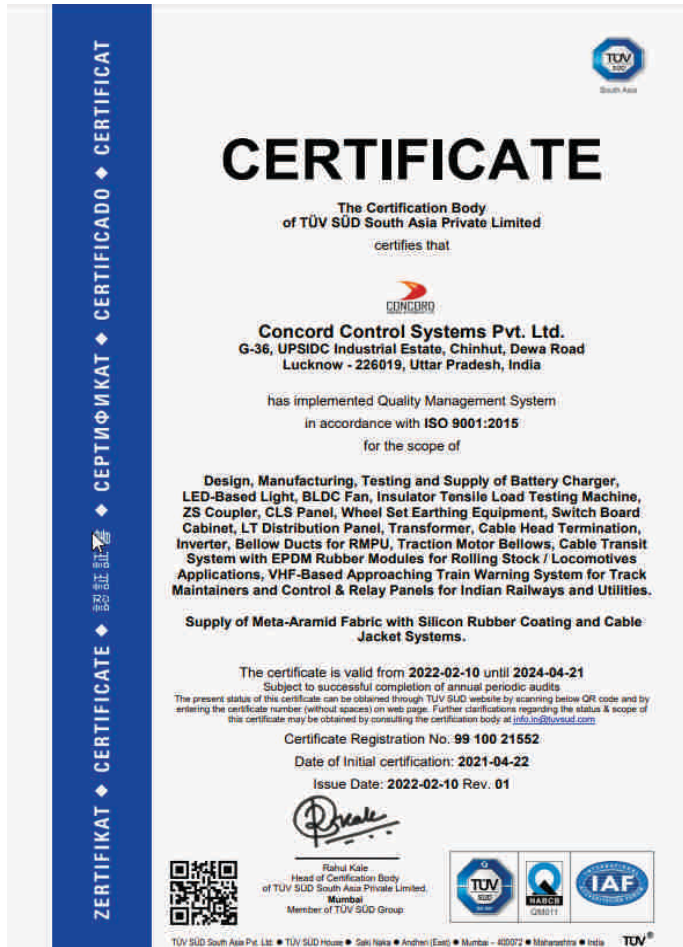 ZERTIFIKAT ◆ CERTIFICATE ◆ 認証証書 ◆ СЕРТИФИКАТ ◆ CERTIFICADO ◆ CERTIFICAT
TÜV
SÜD
South Asia
CERTIFICATE
The Certification Body
of TÜV SÜD South Asia Private Limited
certifies that
CONCORD
Concord Control Systems Pvt. Ltd.
G-36, UPSIDC Industrial Estate, Chinhut, Dewa Road
Lucknow - 226019, Uttar Pradesh, India
has implemented Quality Management System
in accordance with ISO 9001:2015
for the scope of
Design, Manufacturing, Testing and Supply of Battery Charger,
LED-Based Light, BLDC Fan, Insulator Tensile Load Testing Machine,
ZS Coupler, CLS Panel, Wheel Set Earthing Equipment, Switch Board
Cabinet, LT Distribution Panel, Transformer, Cable Head Termination,
Inverter, Bellow Ducts for RMPU, Traction Motor Bellows, Cable Transit
System with EPDM Rubber Modules for Rolling Stock / Locomotives
Applications, VHF-Based Approaching Train Warning System for Track
Maintainers and Control & Relay Panels for Indian Railways and Utilities.
Supply of Meta-Aramid Fabric with Silicon Rubber Coating and Cable
Jacket Systems.
The certificate is valid from 2022-02-10 until 2024-04-21
Subject to successful completion of annual periodic audits
The present status of this certificate can be obtained through TUV SUD website by scanning below QR code and by
entering the certificate number (without spaces) on web page. Further clarifications regarding the status & scope of
this certificate may be obtained by consulting the certification body at info.in@tuvsud.com
Certificate Registration No. 99 100 21552
Date of Initial certification: 2021-04-22
Issue Date: 2022-02-10 Rev. 01
Rahul Kale
Head of Certification Body
of TÜV SÜD South Asia Private Limited,
Mumbai
Member of TÜV SÜD Group
TÜV
SÜD
NABCB
QM011
IAF
TÜV SÜD South Asia Pvt. Ltd. ● TÜV SÜD House ● Saki Naka ● Andheri (East) ● Mumbai – 400072 ● Maharashtra ● India TÜV®